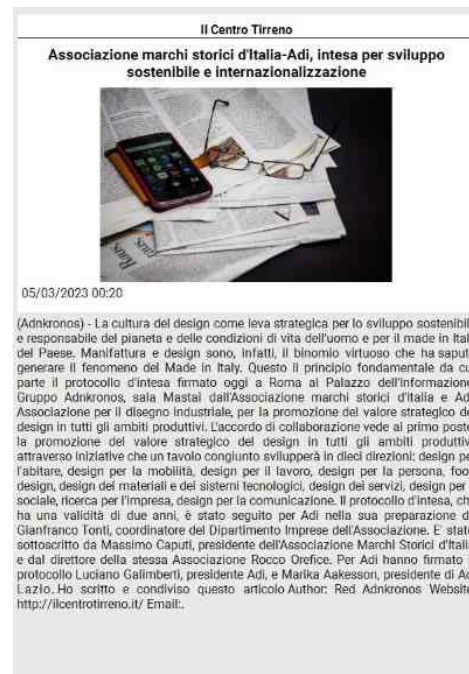 Il Centro Tirreno
Associazione marchi storici d'Italia-Adi, intesa per sviluppo
sostenibile e internazionalizzazione
05/03/2023 00:20
(Adnkronos) - La cultura del design come leva strategica per lo sviluppo sostenibil
e responsabile del pianeta e delle condizioni di vita dell'uomo e per il made in Ital
del Paese. Manifattura e design sono, infatti, il binomio virtuoso che ha saput
generare il fenomeno del Made in Italy. Questo il principio fondamentale da cu
parte il protocollo d'intesa firmato oggi a Roma al Palazzo dell'Informazione
Gruppo Adnkronos, sala Mastai dall'Associazione marchi storici d'Italia e Ad
Associazione per il disegno industriale, per la promozione del valore strategico de
design in tutti gli ambiti produttivi. L'accordo di collaborazione vede al primo posto
la promozione del valore strategico del design in tutti gli ambiti produttiv
attraverso iniziative che un tavolo congiunto svilupperà in dieci direzioni: design pe
l'abitare, design per la mobilità, design per il lavoro, design per la persona, foo
design, design dei materiali e dei sistemi tecnologici, design dei servizi, design per
sociale, ricerca per l'impresa, design per la comunicazione. Il protocollo d'intesa, ch
ha una validità di due anni, è stato seguito per Adi nella sua preparazione d
Gianfranco Tonti, coordinatore del Dipartimento Imprese dell'Associazione. E' stat
sottoscritto da Massimo Caputi, presidente dell'Associazione Marchi Storici d'Itali
e dal direttore della stessa Associazione Rocco Orefice. Per Adi hanno firmato
protocollo Luciano Galimberti, presidente Adi, e Marika Aakesson, presidente di Ad
Lazio. Ho scritto e condiviso questo articolo Author: Red Adnkronos Website
http://ilcentrotirreno.it/ Email:.